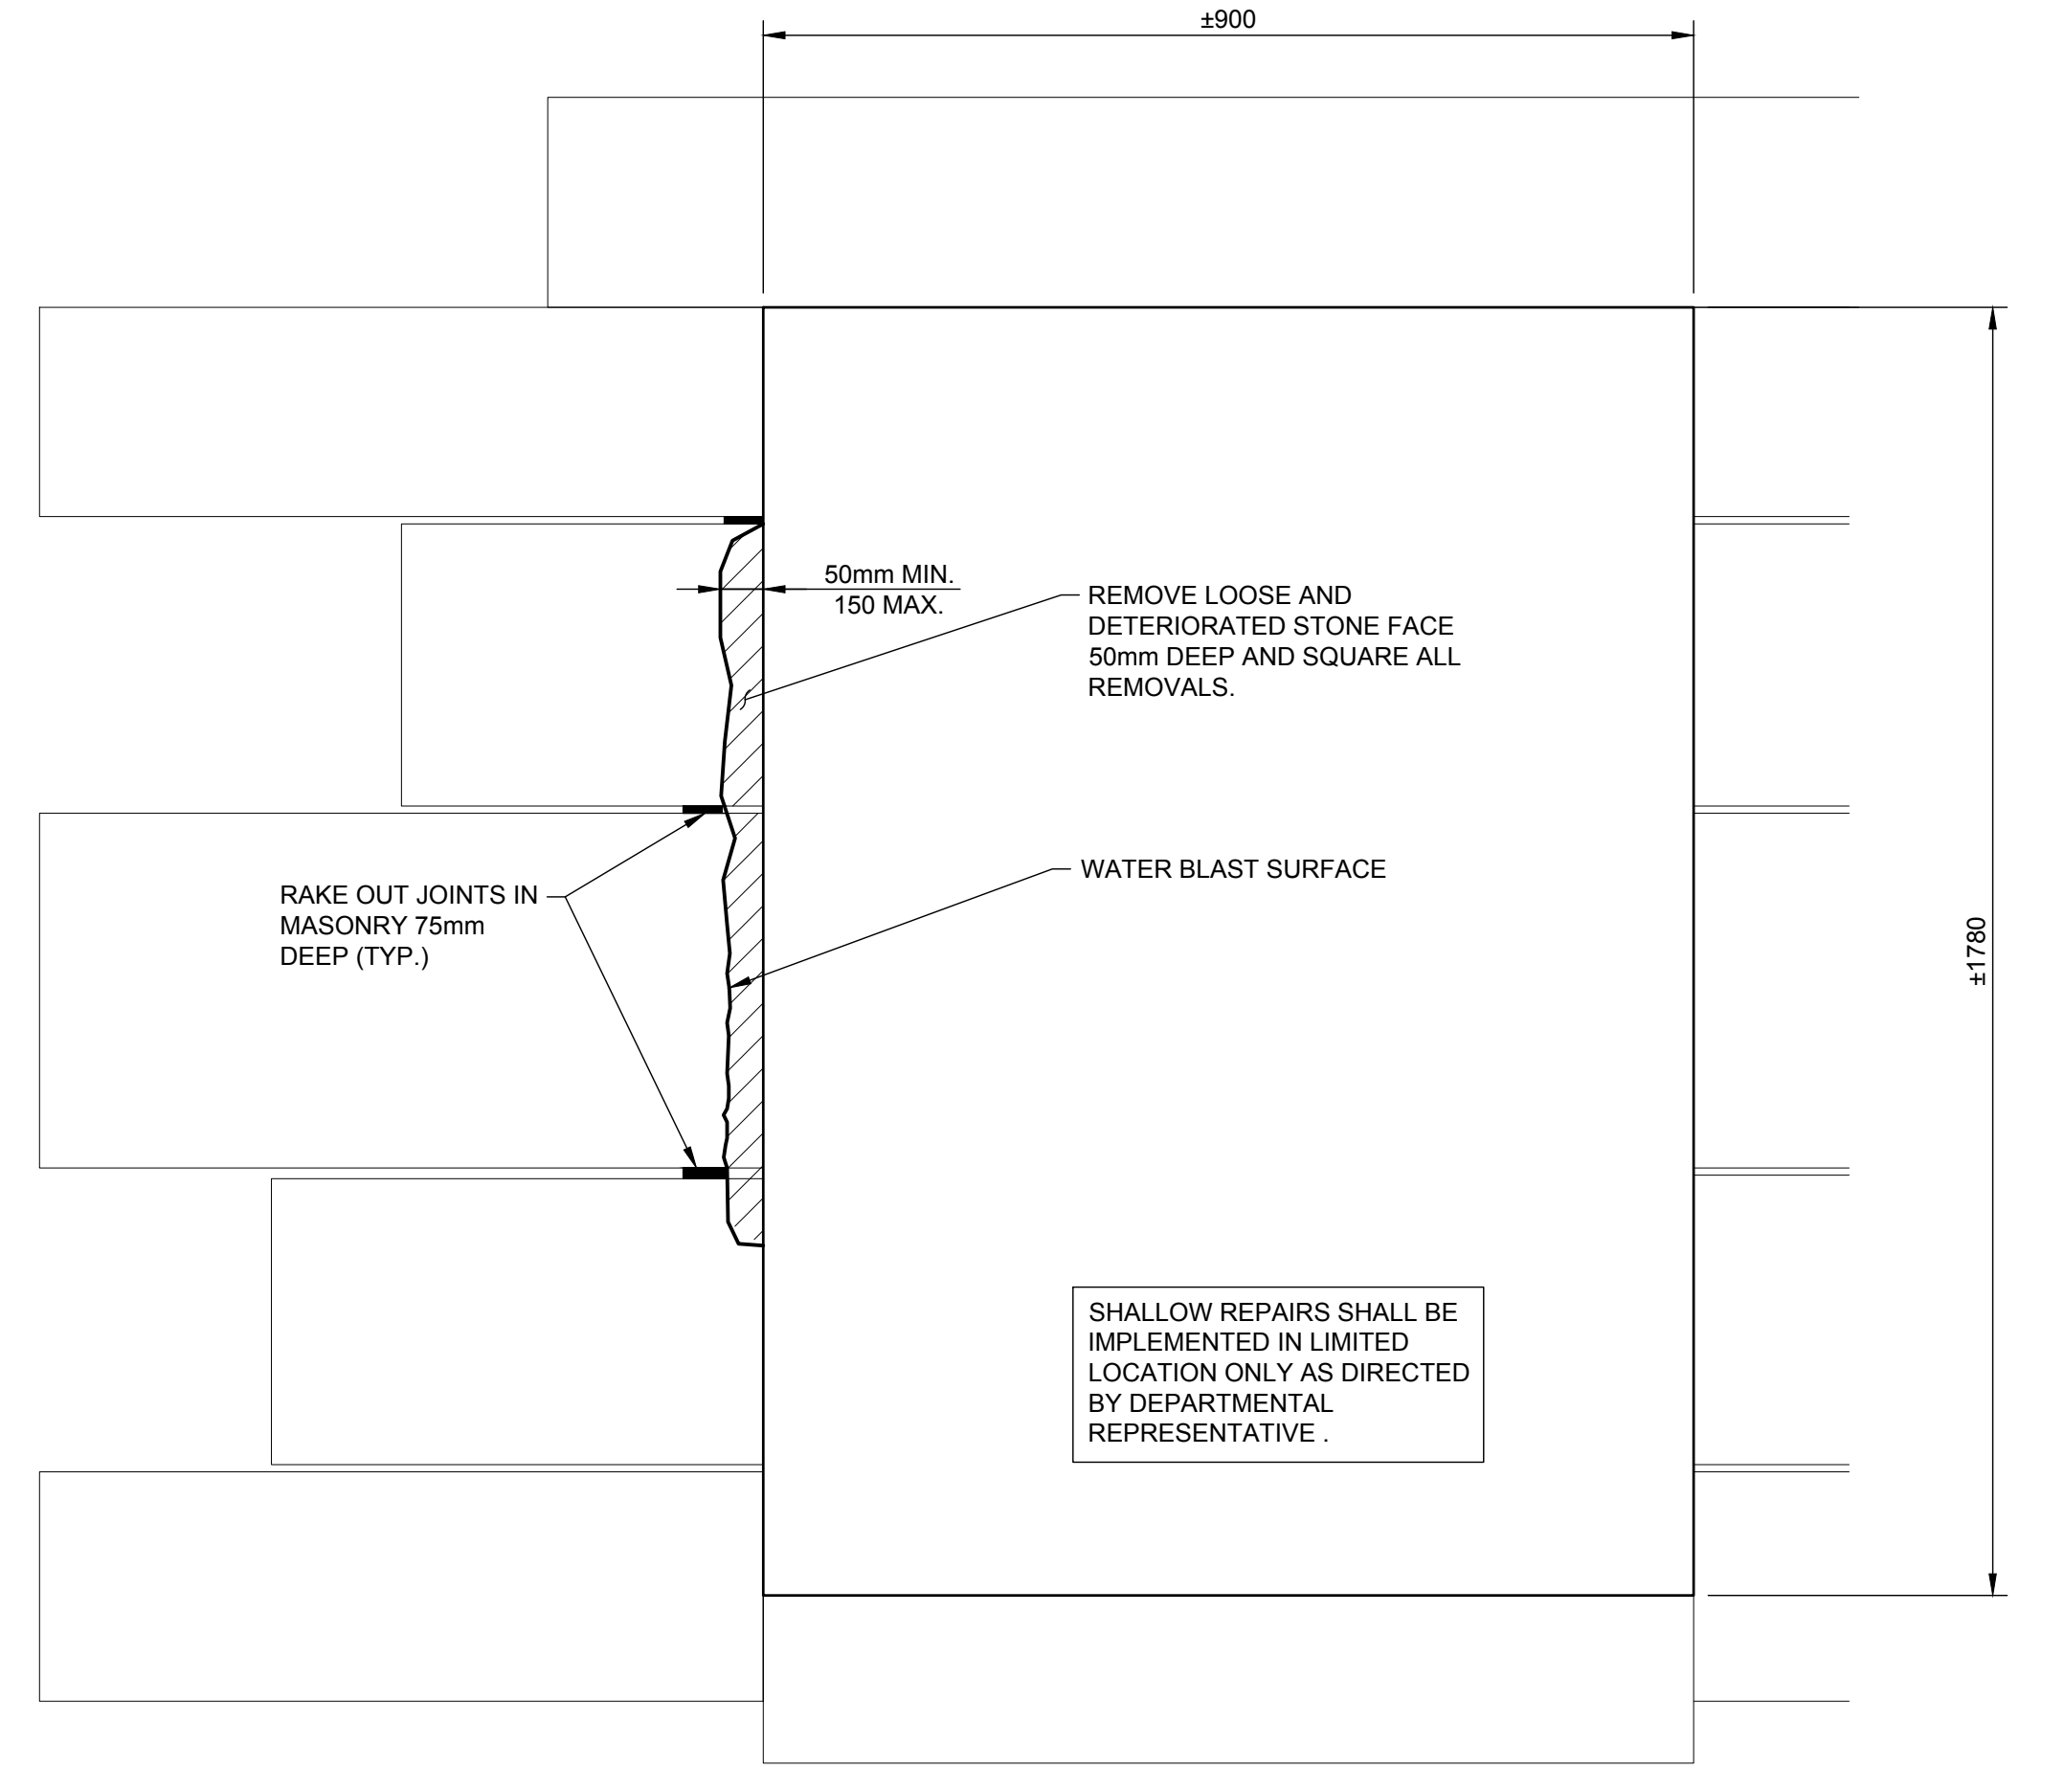 ±900
50mm MIN.
150 MAX.
REMOVE LOOSE AND
DETERIORATED STONE FACE
50mm DEEP AND SQUARE ALL
REMOVALS.
WATER BLAST SURFACE
RAKE OUT JOINTS IN
MASONRY 75mm
DEEP (TYP.)
±1780
SHALLOW REPAIRS SHALL BE
IMPLEMENTED IN LIMITED
LOCATION ONLY AS DIRECTED
BY DEPARTMENTAL
REPRESENTATIVE .